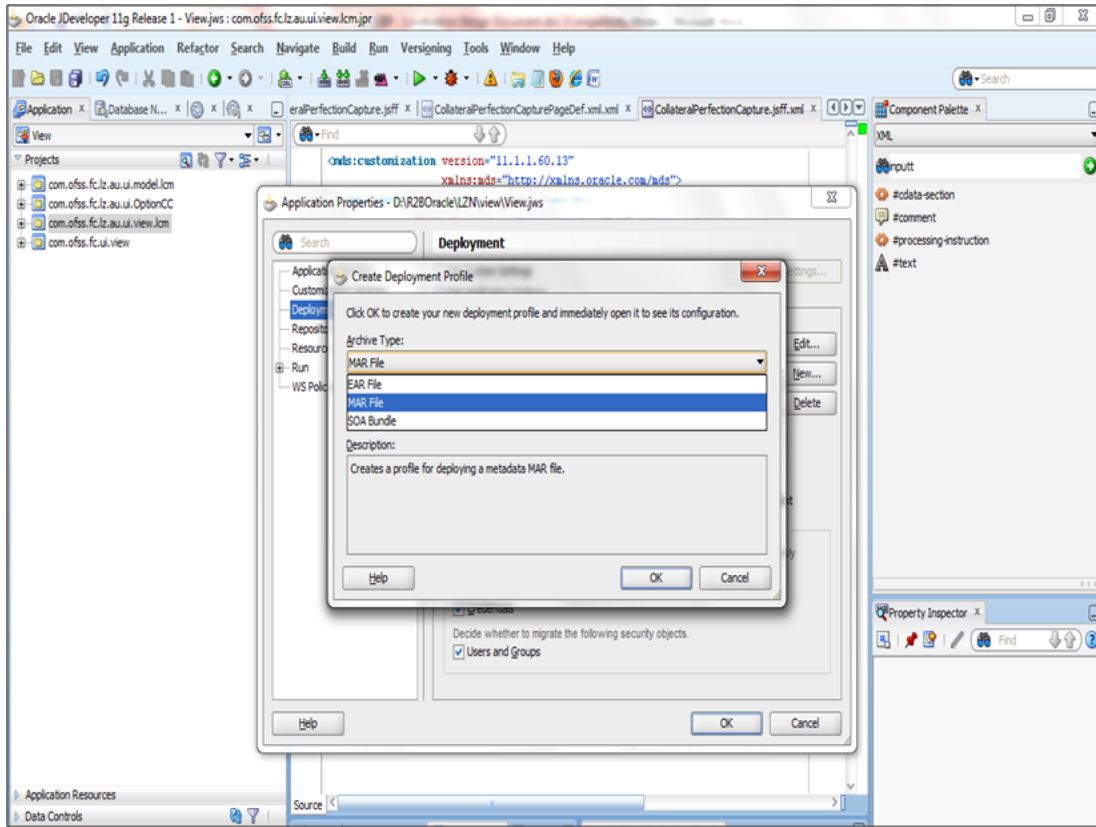 Oracle JDeveloper 11g Release 1 - View.jws : com.ofss.fc.lz.au.ui.view.lcm.jpr
File Edit View Application Refactor Search Navigate Build Run Versioning Tools Window Help
Search
Application x Database N... x x x
eralPerfectionCapture.jsff x CollateralPerfectionCapturePageDef.xml.xml x CollateralPerfectionCapture.jsff.xml x
Component Palette x
View
Find
XML
Projects
com.ofss.fc.lz.au.ui.model.lcm
com.ofss.fc.lz.au.ui.OptionCC
com.ofss.fc.lz.au.ui.view.lcm
com.ofss.fc.ui.view
<mds:customization version="11.1.1.60.13"
xmlns:mds="http://xmlns.oracle.com/mds">
inputt
#cdata-section
#comment
#processing-instruction
#text
Application Properties - D:\R2BOracle\LZN\view\View.jws
Search
Deployment
Applicat
Customiz
Deploym
Reposito
Resourc
Run
WS Polic
ettings...
Edit...
New...
Delete
Create Deployment Profile
Click OK to create your new deployment profile and immediately open it to see its configuration.
Archive Type:
MAR File
EAR File
MAR File
SOA Bundle
Description:
Creates a profile for deploying a metadata MAR file.
Help OK Cancel
Credentials
Decide whether to migrate the following security objects.
Users and Groups
Help OK Cancel
Property Inspector x
Find
Application Resources
Data Controls
Source